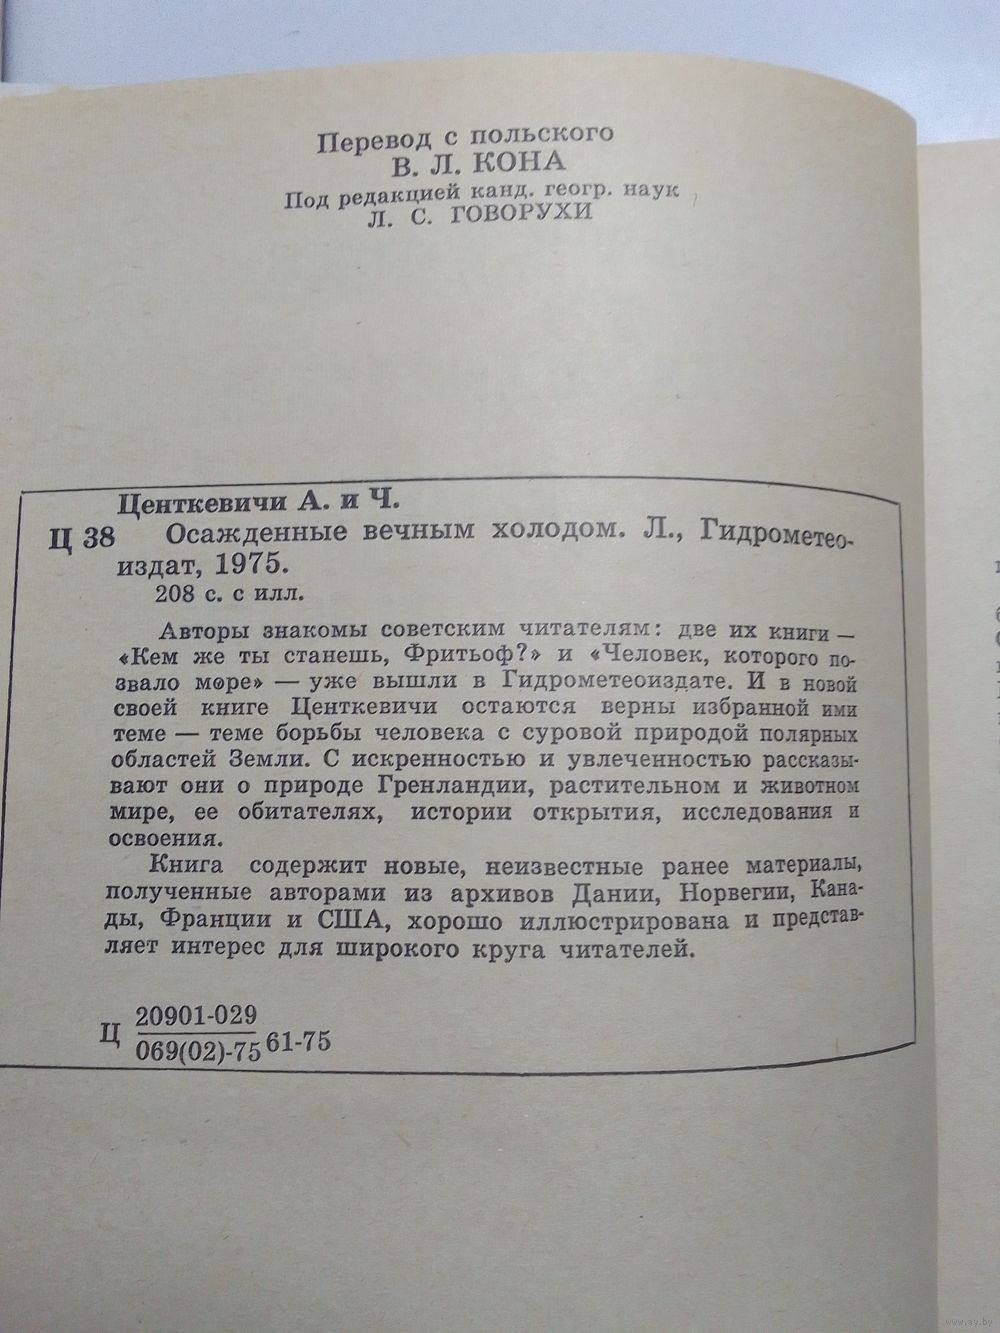 Перевод с польского
В. Л. КОНА
Под редакцией канд. геогр. наук
Л. С. ГОВОРУХИ
Центкевичи А. и Ч.
Ц 38 Осажденные вечным холодом. Л., Гидрометео-
издат, 1975.
208 с. с илл.
Авторы знакомы советским читателям: две их книги —
«Кем же ты станешь, Фритьоф?» и «Человек, которого по-
звало море» — уже вышли в Гидрометеоиздате. И в новой
своей книге Центкевичи остаются верны избранной ими
теме — теме борьбы человека с суровой природой полярных
областей Земли. С искренностью и увлеченностью рассказы-
вают они о природе Гренландии, растительном и животном
мире, ее обитателях, истории открытия, исследования и
освоения.
Книга содержит новые, неизвестные ранее материалы,
полученные авторами из архивов Дании, Норвегии, Кана-
ды, Франции и США, хорошо иллюстрирована и представ-
ляет интерес для широкого круга читателей.
20901-029
Ц 61-75
069(02)-75
www.ay.by